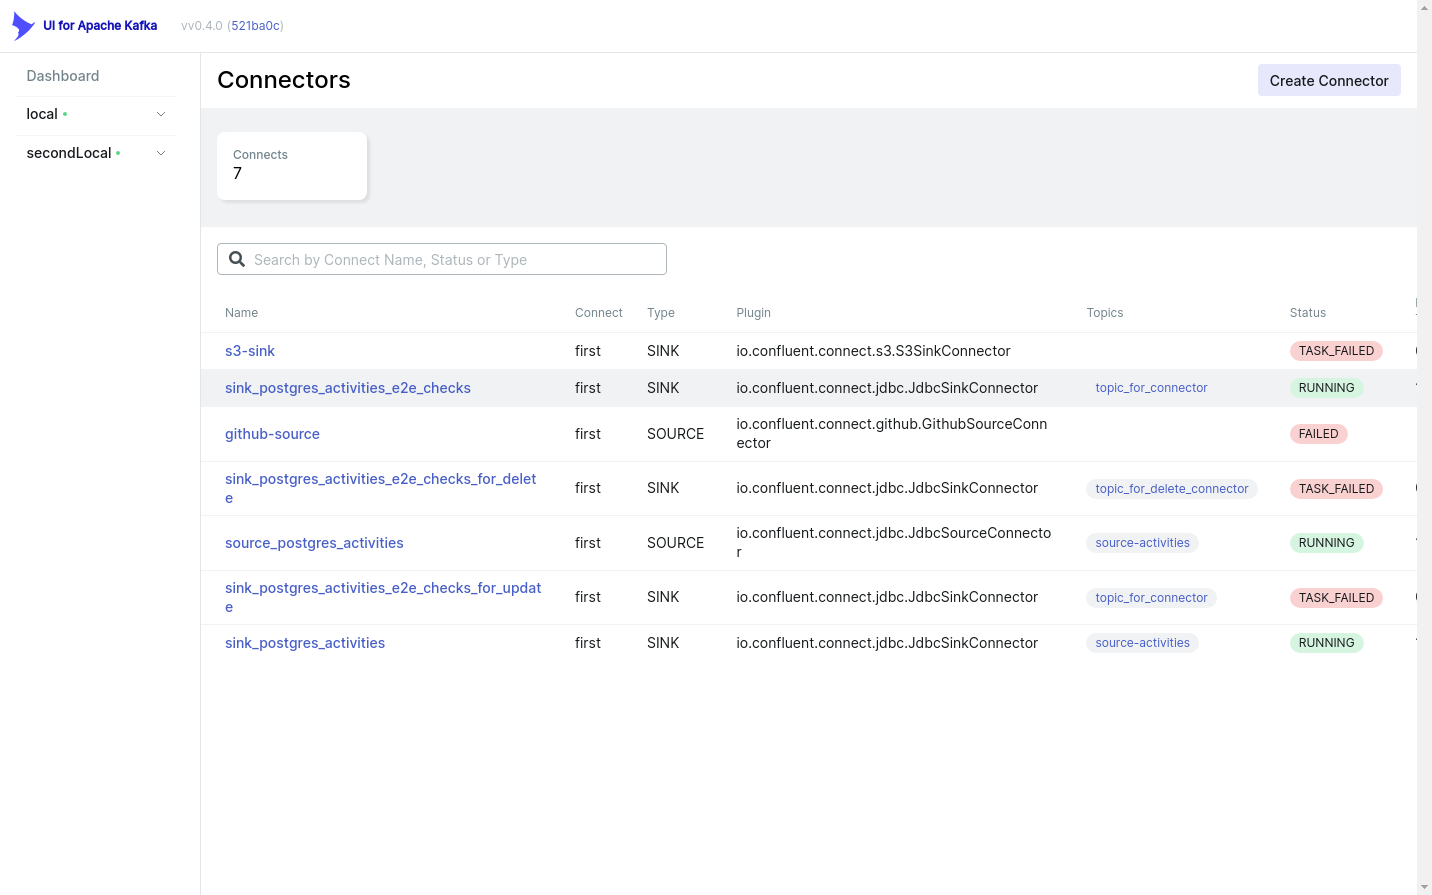 UI for Apache Kafka vv0.4.0 (521ba0c)
Dashboard
local
secondLocal
Connectors
Create Connector
Connects
7
Search by Connect Name, Status or Type
Name Connect Type Plugin Topics Status
s3-sink first SINK io.confluent.connect.s3.S3SinkConnector TASK_FAILED
sink_postgres_activities_e2e_checks first SINK io.confluent.connect.jdbc.JdbcSinkConnector topic_for_connector RUNNING
github-source first SOURCE io.confluent.connect.github.GithubSourceConn
ector FAILED
sink_postgres_activities_e2e_checks_for_delet
e first SINK io.confluent.connect.jdbc.JdbcSinkConnector topic_for_delete_connector TASK_FAILED
source_postgres_activities first SOURCE io.confluent.connect.jdbc.JdbcSourceConnecto
r source-activities RUNNING
sink_postgres_activities_e2e_checks_for_updat
e first SINK io.confluent.connect.jdbc.JdbcSinkConnector topic_for_connector TASK_FAILED
sink_postgres_activities first SINK io.confluent.connect.jdbc.JdbcSinkConnector source-activities RUNNING